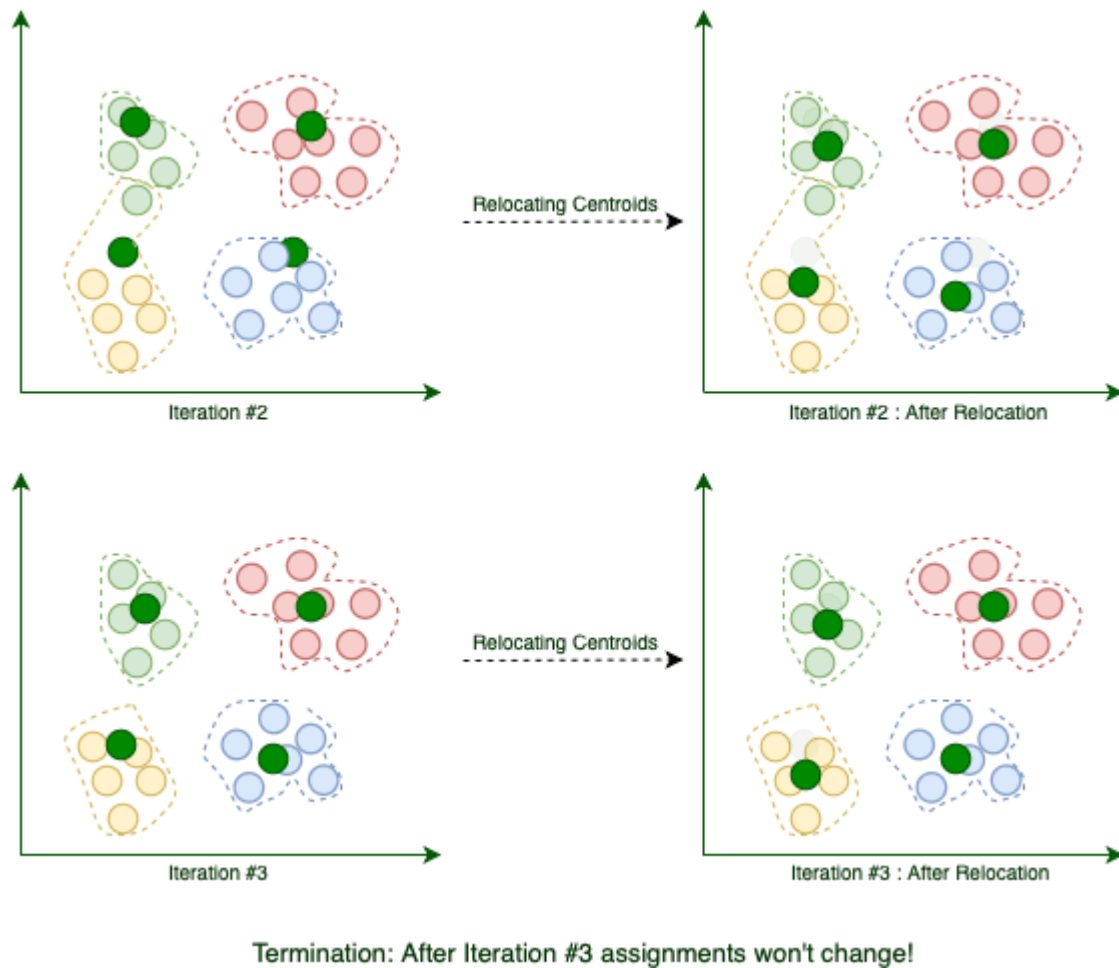 Relocating Centroids
Iteration #2
Iteration #2 : After Relocation
Relocating Centroids
Iteration #3
Iteration #3 : After Relocation
Termination: After Iteration #3 assignments won't change!